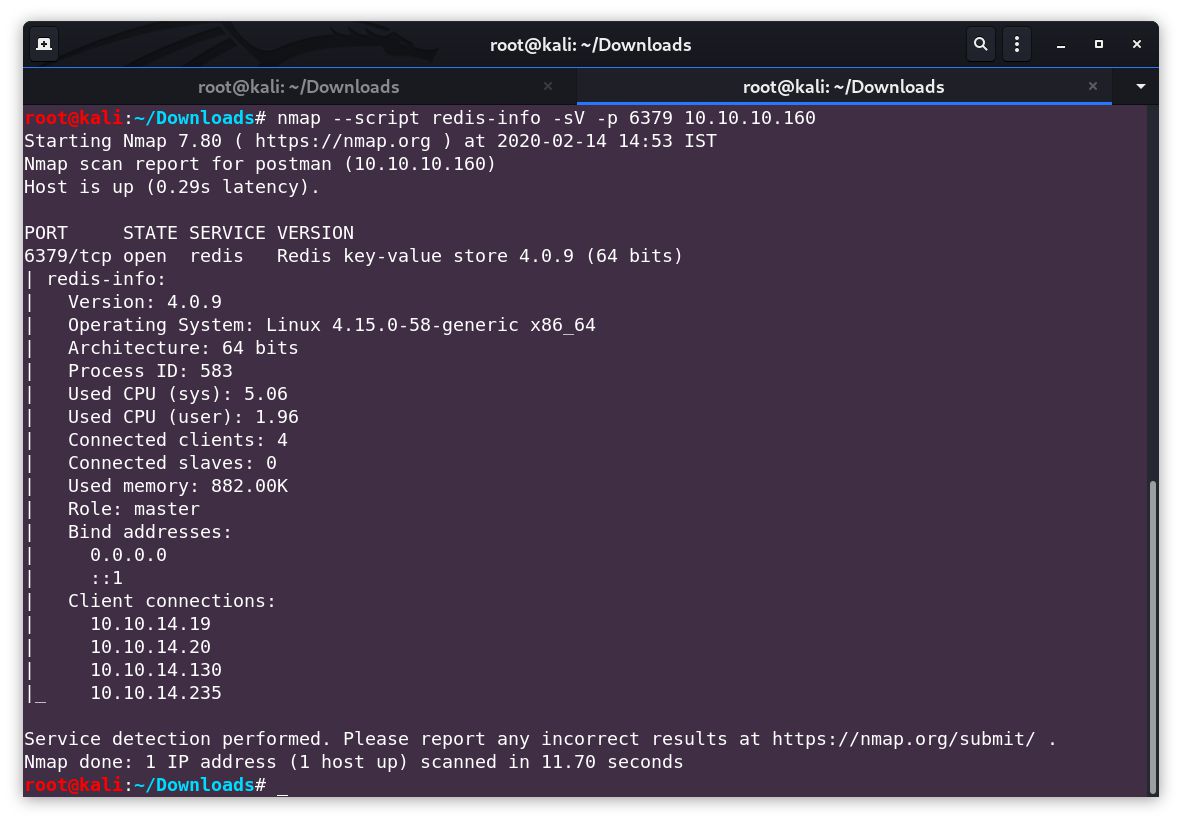 root@kali: ~/Downloads
root@kali: ~/Downloads
root@kali: ~/Downloads
root@kali:~/Downloads# nmap --script redis-info -sV -p 6379 10.10.10.160
Starting Nmap 7.80 ( https://nmap.org ) at 2020-02-14 14:53 IST
Nmap scan report for postman (10.10.10.160)
Host is up (0.29s latency).

PORT     STATE SERVICE VERSION
6379/tcp open  redis   Redis key-value store 4.0.9 (64 bits)
| redis-info:
|   Version: 4.0.9
|   Operating System: Linux 4.15.0-58-generic x86_64
|   Architecture: 64 bits
|   Process ID: 583
|   Used CPU (sys): 5.06
|   Used CPU (user): 1.96
|   Connected clients: 4
|   Connected slaves: 0
|   Used memory: 882.00K
|   Role: master
|   Bind addresses:
|     0.0.0.0
|     ::1
|   Client connections:
|     10.10.14.19
|     10.10.14.20
|     10.10.14.130
|_    10.10.14.235

Service detection performed. Please report any incorrect results at https://nmap.org/submit/ .
Nmap done: 1 IP address (1 host up) scanned in 11.70 seconds
root@kali:~/Downloads# _